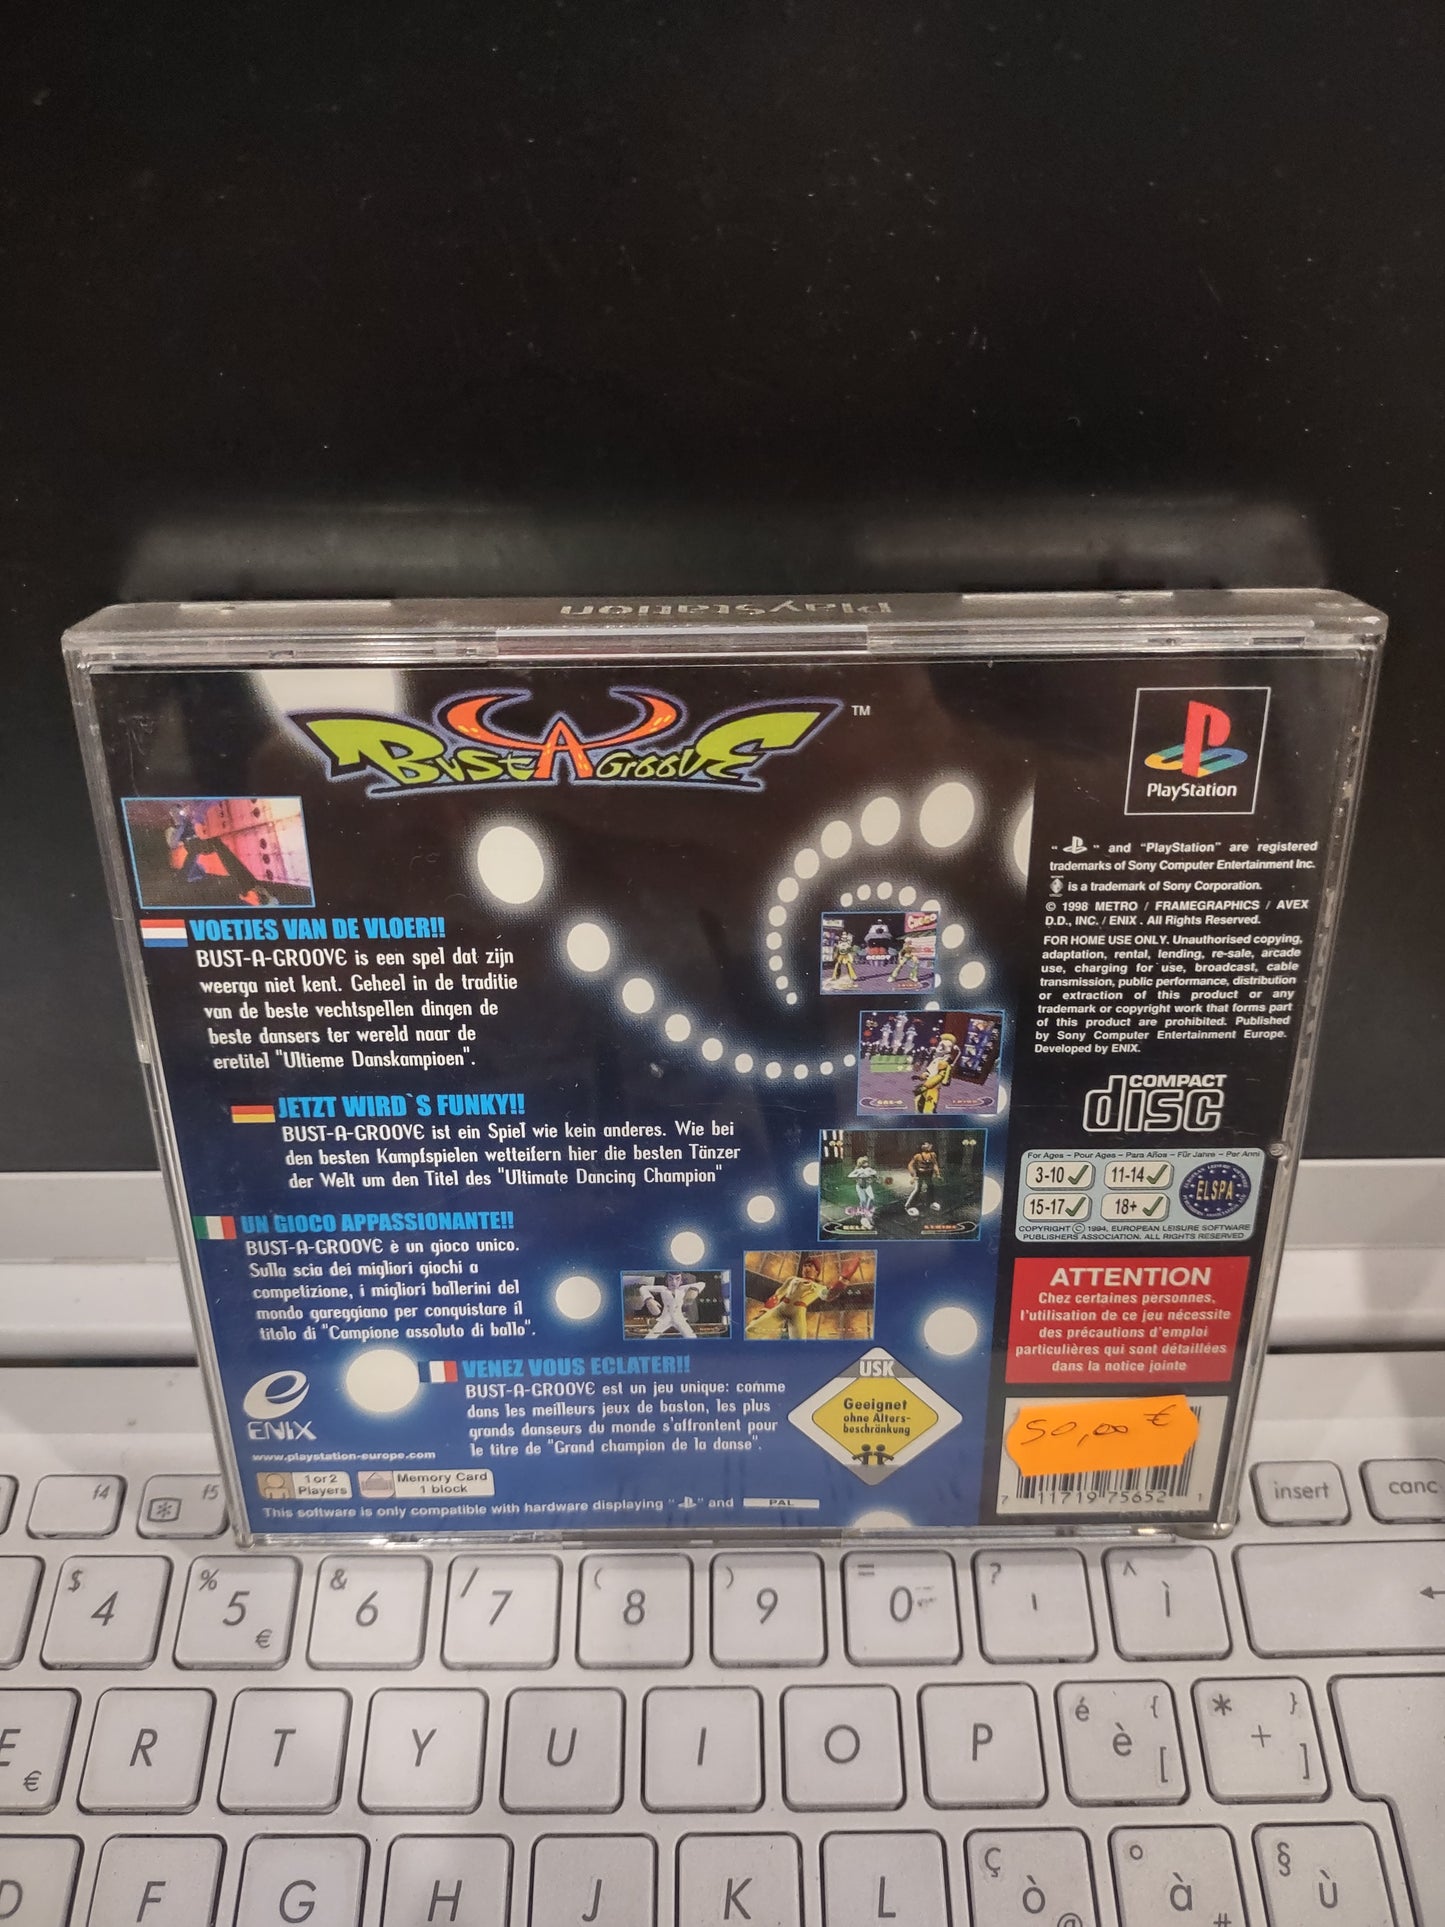 PlayStation
BUST A GROOVE ™
PlayStation
" " and "PlayStation" are registered
trademarks of Sony Computer Entertainment Inc.
is a trademark of Sony Corporation.
© 1998 METRO / FRAMEGRAPHICS / AVEX
D.D., INC. / ENIX . All Rights Reserved.
FOR HOME USE ONLY. Unauthorised copying,
adaptation, rental, lending, re-sale, arcade
use, charging for use, broadcast, cable
transmission, public performance, distribution
or extraction of this product or any
trademark or copyright work that forms part
of this product are prohibited. Published
by Sony Computer Entertainment Europe.
Developed by ENIX.
COMPACT
disc
For Ages – Pour Ages – Para Años – Für Jahre – Per Anni
3-10 11-14
15-17 18+
ELSPA
COPYRIGHT © 1994, EUROPEAN LEISURE SOFTWARE
PUBLISHERS ASSOCIATION. ALL RIGHTS RESERVED
ATTENTION
Chez certaines personnes,
l'utilisation de ce jeu nécessite
des précautions d'emploi
particulières qui sont détaillées
dans la notice jointe
50,00 €
7 11719 75652 1
VOETJES VAN DE VLOER!!
BUST-A-GROOVE is een spel dat zijn
weerga niet kent. Geheel in de traditie
van de beste vechtspellen dingen de
beste dansers ter wereld naar de
eretitel "Ultieme Danskampioen".
JETZT WIRD`S FUNKY!!
BUST-A-GROOVE ist ein Spiel wie kein anderes. Wie bei
den besten Kampfspielen wetteifern hier die besten Tänzer
der Welt um den Titel des "Ultimate Dancing Champion"
UN GIOCO APPASSIONANTE!!
BUST-A-GROOVE è un gioco unico.
Sulla scia dei migliori giochi a
competizione, i migliori ballerini del
mondo gareggiano per conquistare il
titolo di "Campione assoluto di ballo".
VENEZ VOUS ECLATER!!
BUST-A-GROOVE est un jeu unique: comme
dans les meilleurs jeux de baston, les plus
grands danseurs du monde s'affrontent pour
le titre de "Grand champion de la danse".
ENIX
www.playstation-europe.com
1 or 2
Players
Memory Card
1 block
This software is only compatible with hardware displaying " " and PAL
USK
Geeignet
ohne Alters-
beschränkung
f4 f5 insert canc
$ 4 % 5 € & 6 / 7 ( 8 ) 9 = 0 ? ' ^ ì
E € R T Y U I O P é è { [ * + } ]
D F G H J K L ç ò @ ° à # § ù